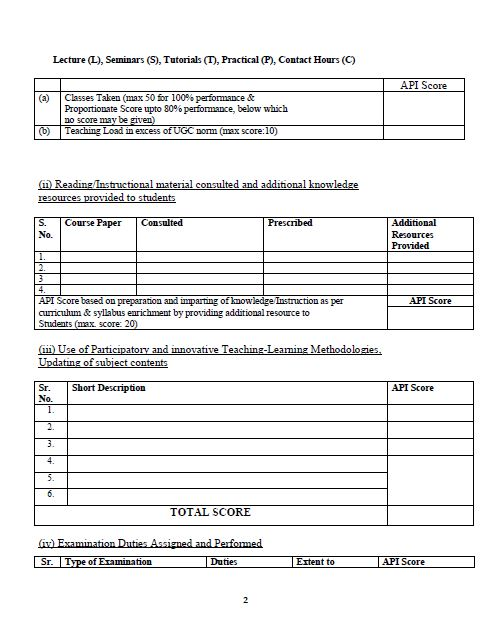 Lecture (L), Seminars (S), Tutorials (T), Practical (P), Contact Hours (C)
API Score
(a) Classes Taken (max 50 for 100% performance &
Proportionate Score upto 80% performance, below which
no score may be given)
(b) Teaching Load in excess of UGC norm (max score:10)
(ii) Reading/Instructional material consulted and additional knowledge
resources provided to students
S. No. Course Paper Consulted Prescribed Additional Resources Provided
1.
2.
3
4.
API Score based on preparation and imparting of knowledge/Instruction as per API Score
curriculum & syllabus enrichment by providing additional resource to
Students (max. score: 20)
(iii) Use of Participatory and innovative Teaching-Learning Methodologies,
Updating of subject contents
Sr. No. Short Description API Score
1.
2.
3.
4.
5.
6.
TOTAL SCORE
(iv) Examination Duties Assigned and Performed
Sr. Type of Examination Duties Extent to API Score
2